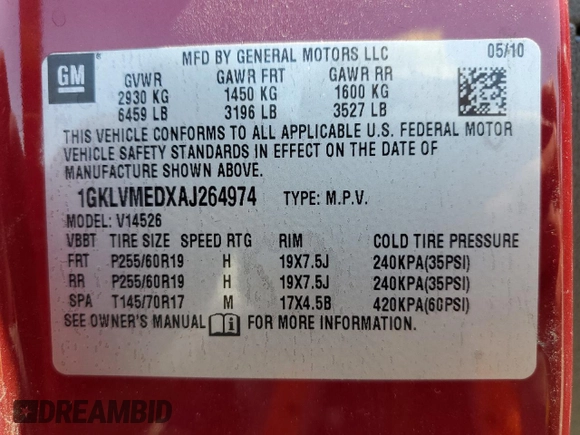 MFD BY GENERAL MOTORS LLC 05/10
GM
GVWR GAWR FRT GAWR RR
2930 KG 1450 KG 1600 KG
6459 LB 3196 LB 3527 LB
THIS VEHICLE CONFORMS TO ALL APPLICABLE U.S. FEDERAL MOTOR
VEHICLE SAFETY STANDARDS IN EFFECT ON THE DATE OF
MANUFACTURE SHOWN ABOVE.
1GKLVMEDXAJ264974 TYPE: M.P.V.
MODEL: V14526
VBBT TIRE SIZE SPEED RTG RIM COLD TIRE PRESSURE
FRT P255/60R19 H 19X7.5J 240KPA(35PSI)
RR P255/60R19 H 19X7.5J 240KPA(35PSI)
SPA T145/70R17 M 17X4.5B 420KPA(60PSI)
SEE OWNER'S MANUAL i FOR MORE INFORMATION.
DREAMBID